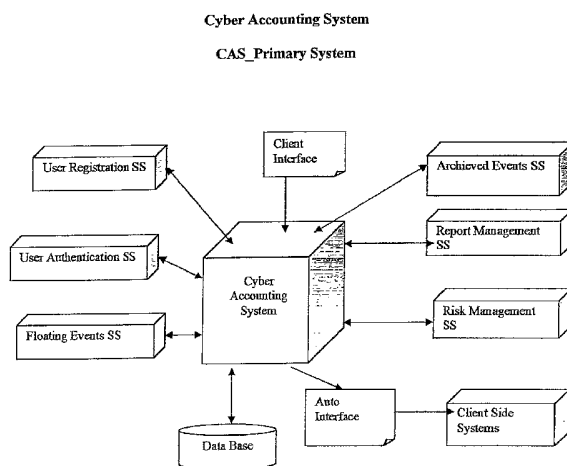 Cyber Accounting System
CAS_Primary System
Client
Interface
User Registration SS
Archieved Events SS
Report Management
SS
User Authentication SS
Cyber
Accounting
System
Risk Management
SS
Floating Events SS
Auto
Interface
Client Side
Systems
Data Base